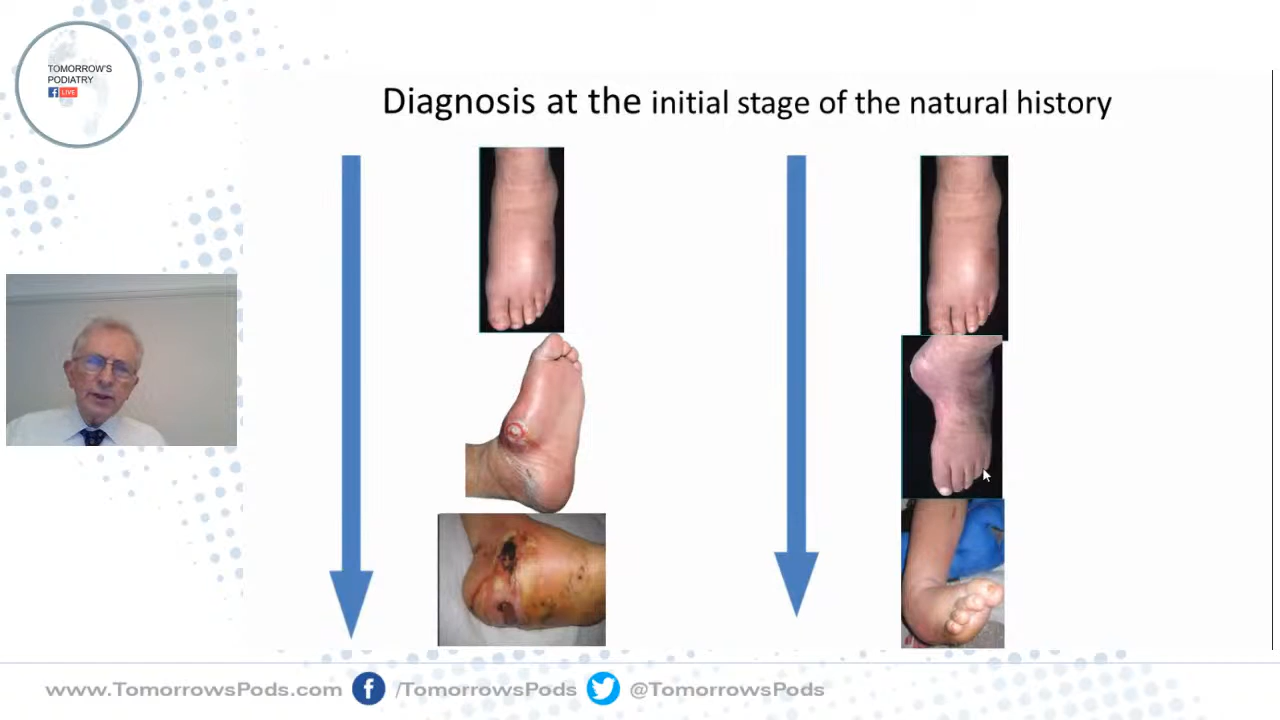 TOMORROW'S
PODIATRY
f LIVE
Diagnosis at the initial stage of the natural history
www.TomorrowsPods.com f /TomorrowsPods @TomorrowsPods